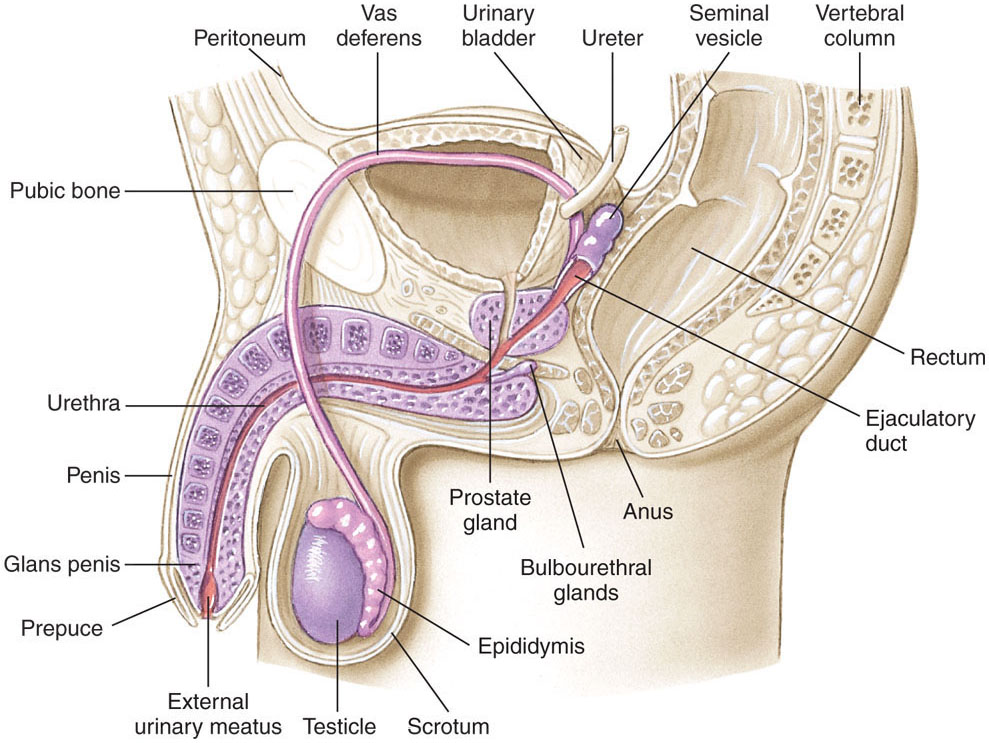 Peritoneum
Vas
deferens
Urinary
bladder
Ureter
Seminal
vesicle
Vertebral
column
Pubic bone
Rectum
Urethra
Ejaculatory
duct
Penis
Prostate
gland
Anus
Glans penis
Bulbourethral
glands
Prepuce
Epididymis
External
urinary meatus
Testicle
Scrotum